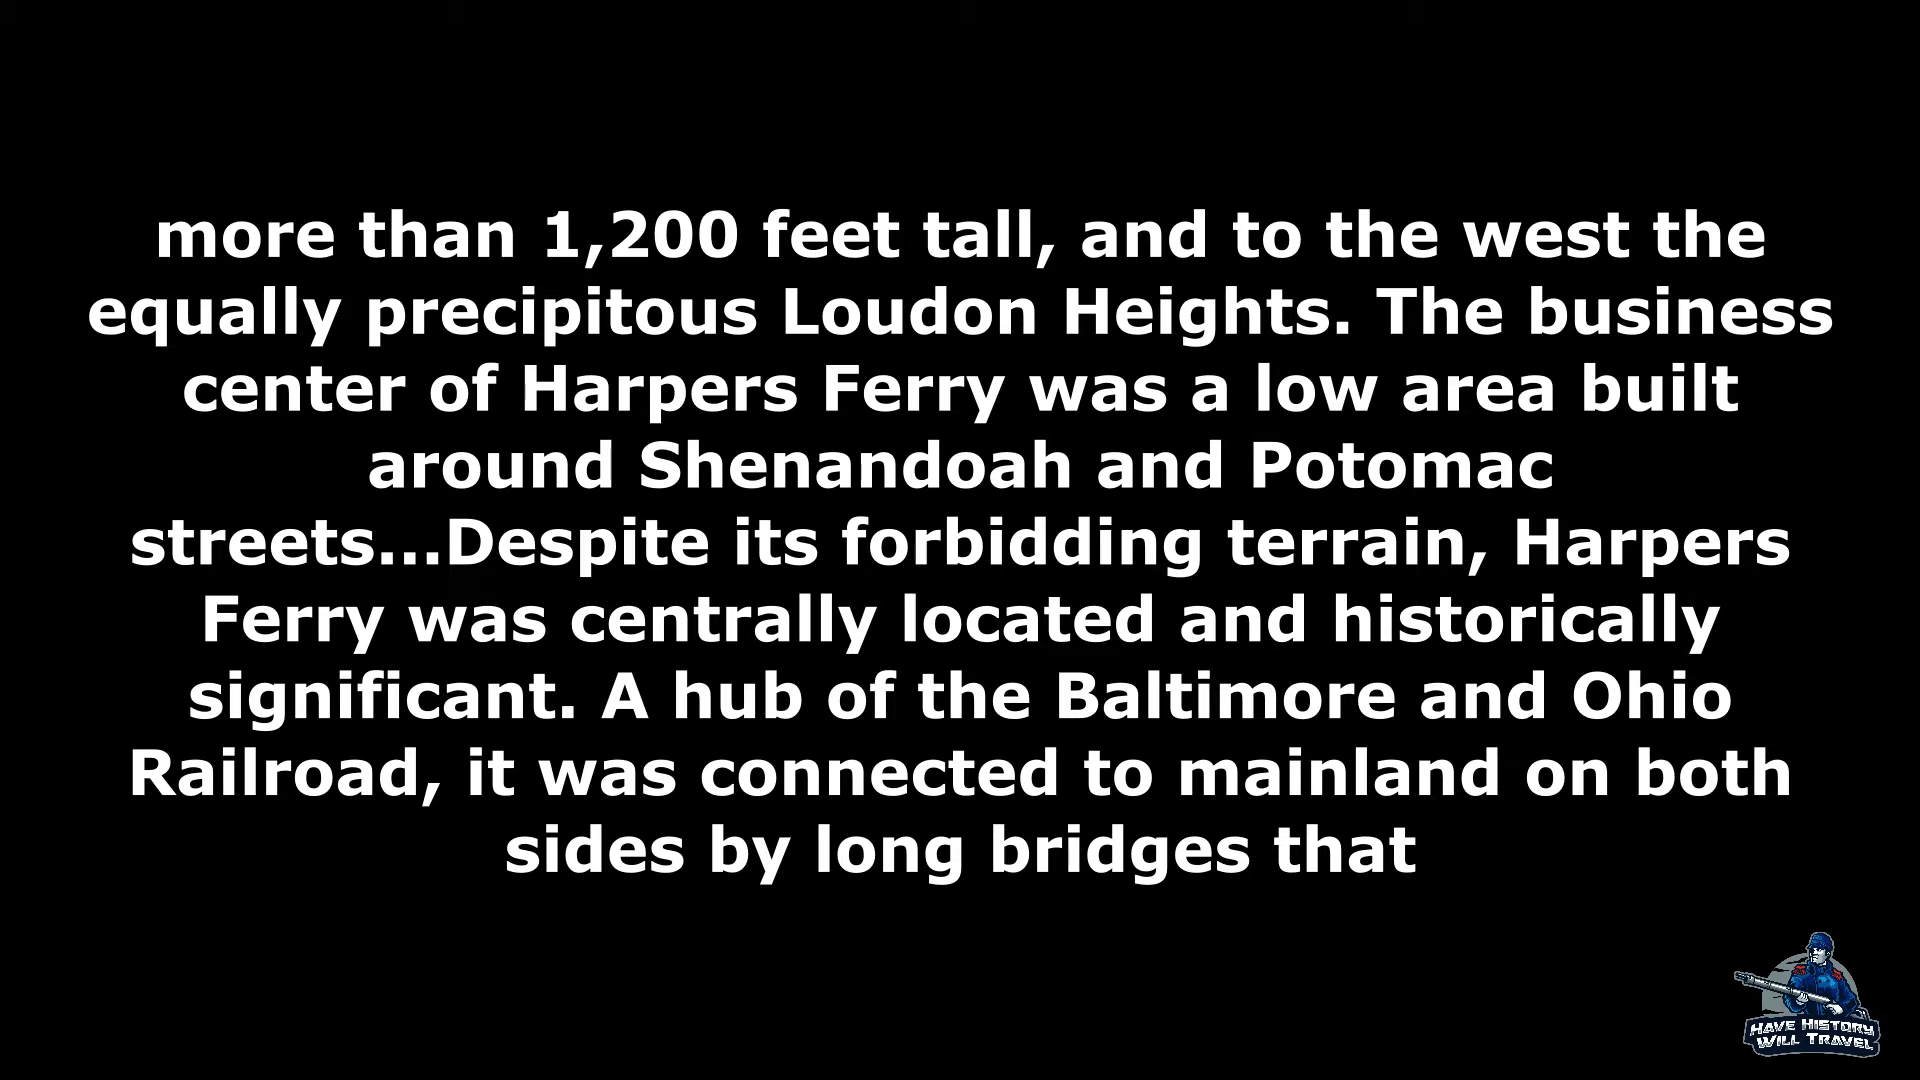 more than 1,200 feet tall, and to the west the
equally precipitous Loudon Heights. The business
center of Harpers Ferry was a low area built
around Shenandoah and Potomac
streets...Despite its forbidding terrain, Harpers
Ferry was centrally located and historically
significant. A hub of the Baltimore and Ohio
Railroad, it was connected to mainland on both
sides by long bridges that
HAVE HISTORY
WILL TRAVEL